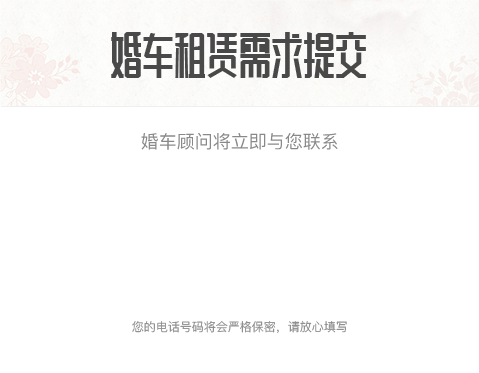 婚车租赁需求提交
婚车顾问将立即与您联系
您的电话号码将会严格保密，请放心填写